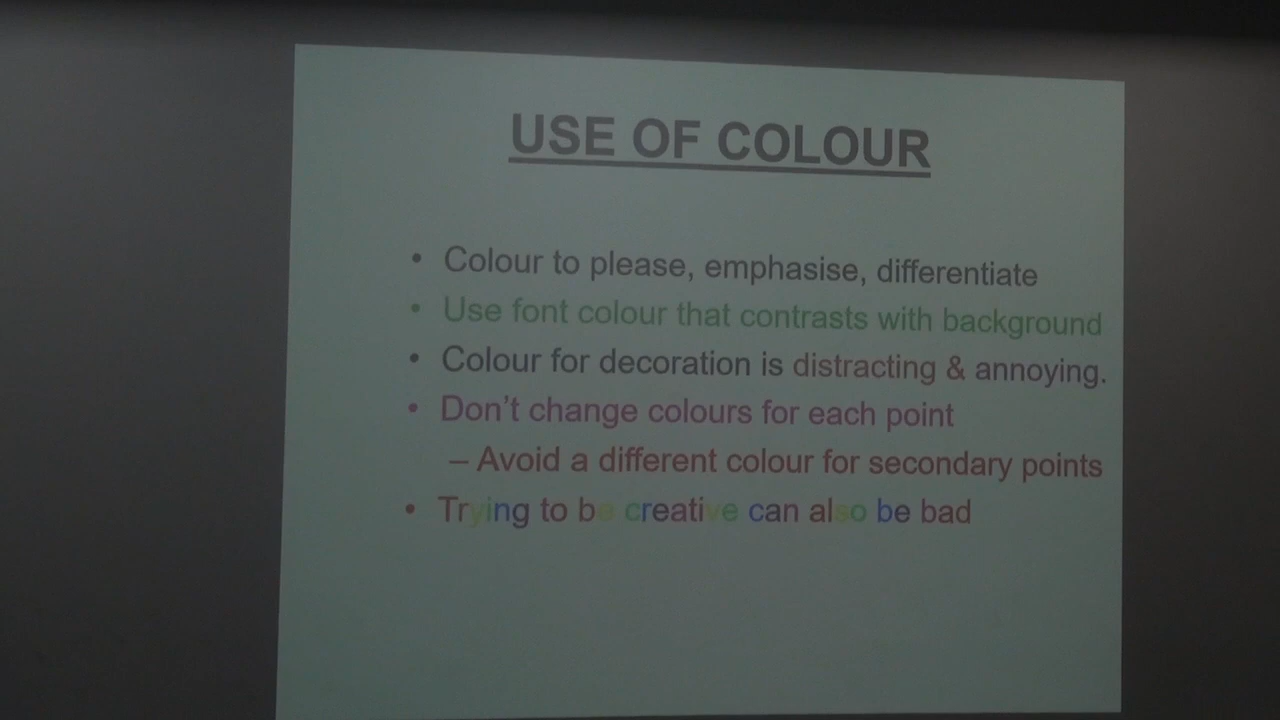 USE OF COLOUR
• Colour to please, emphasise, differentiate
• Use font colour that contrasts with background
• Colour for decoration is distracting & annoying.
• Don't change colours for each point
– Avoid a different colour for secondary points
• Trying to be creative can also be bad